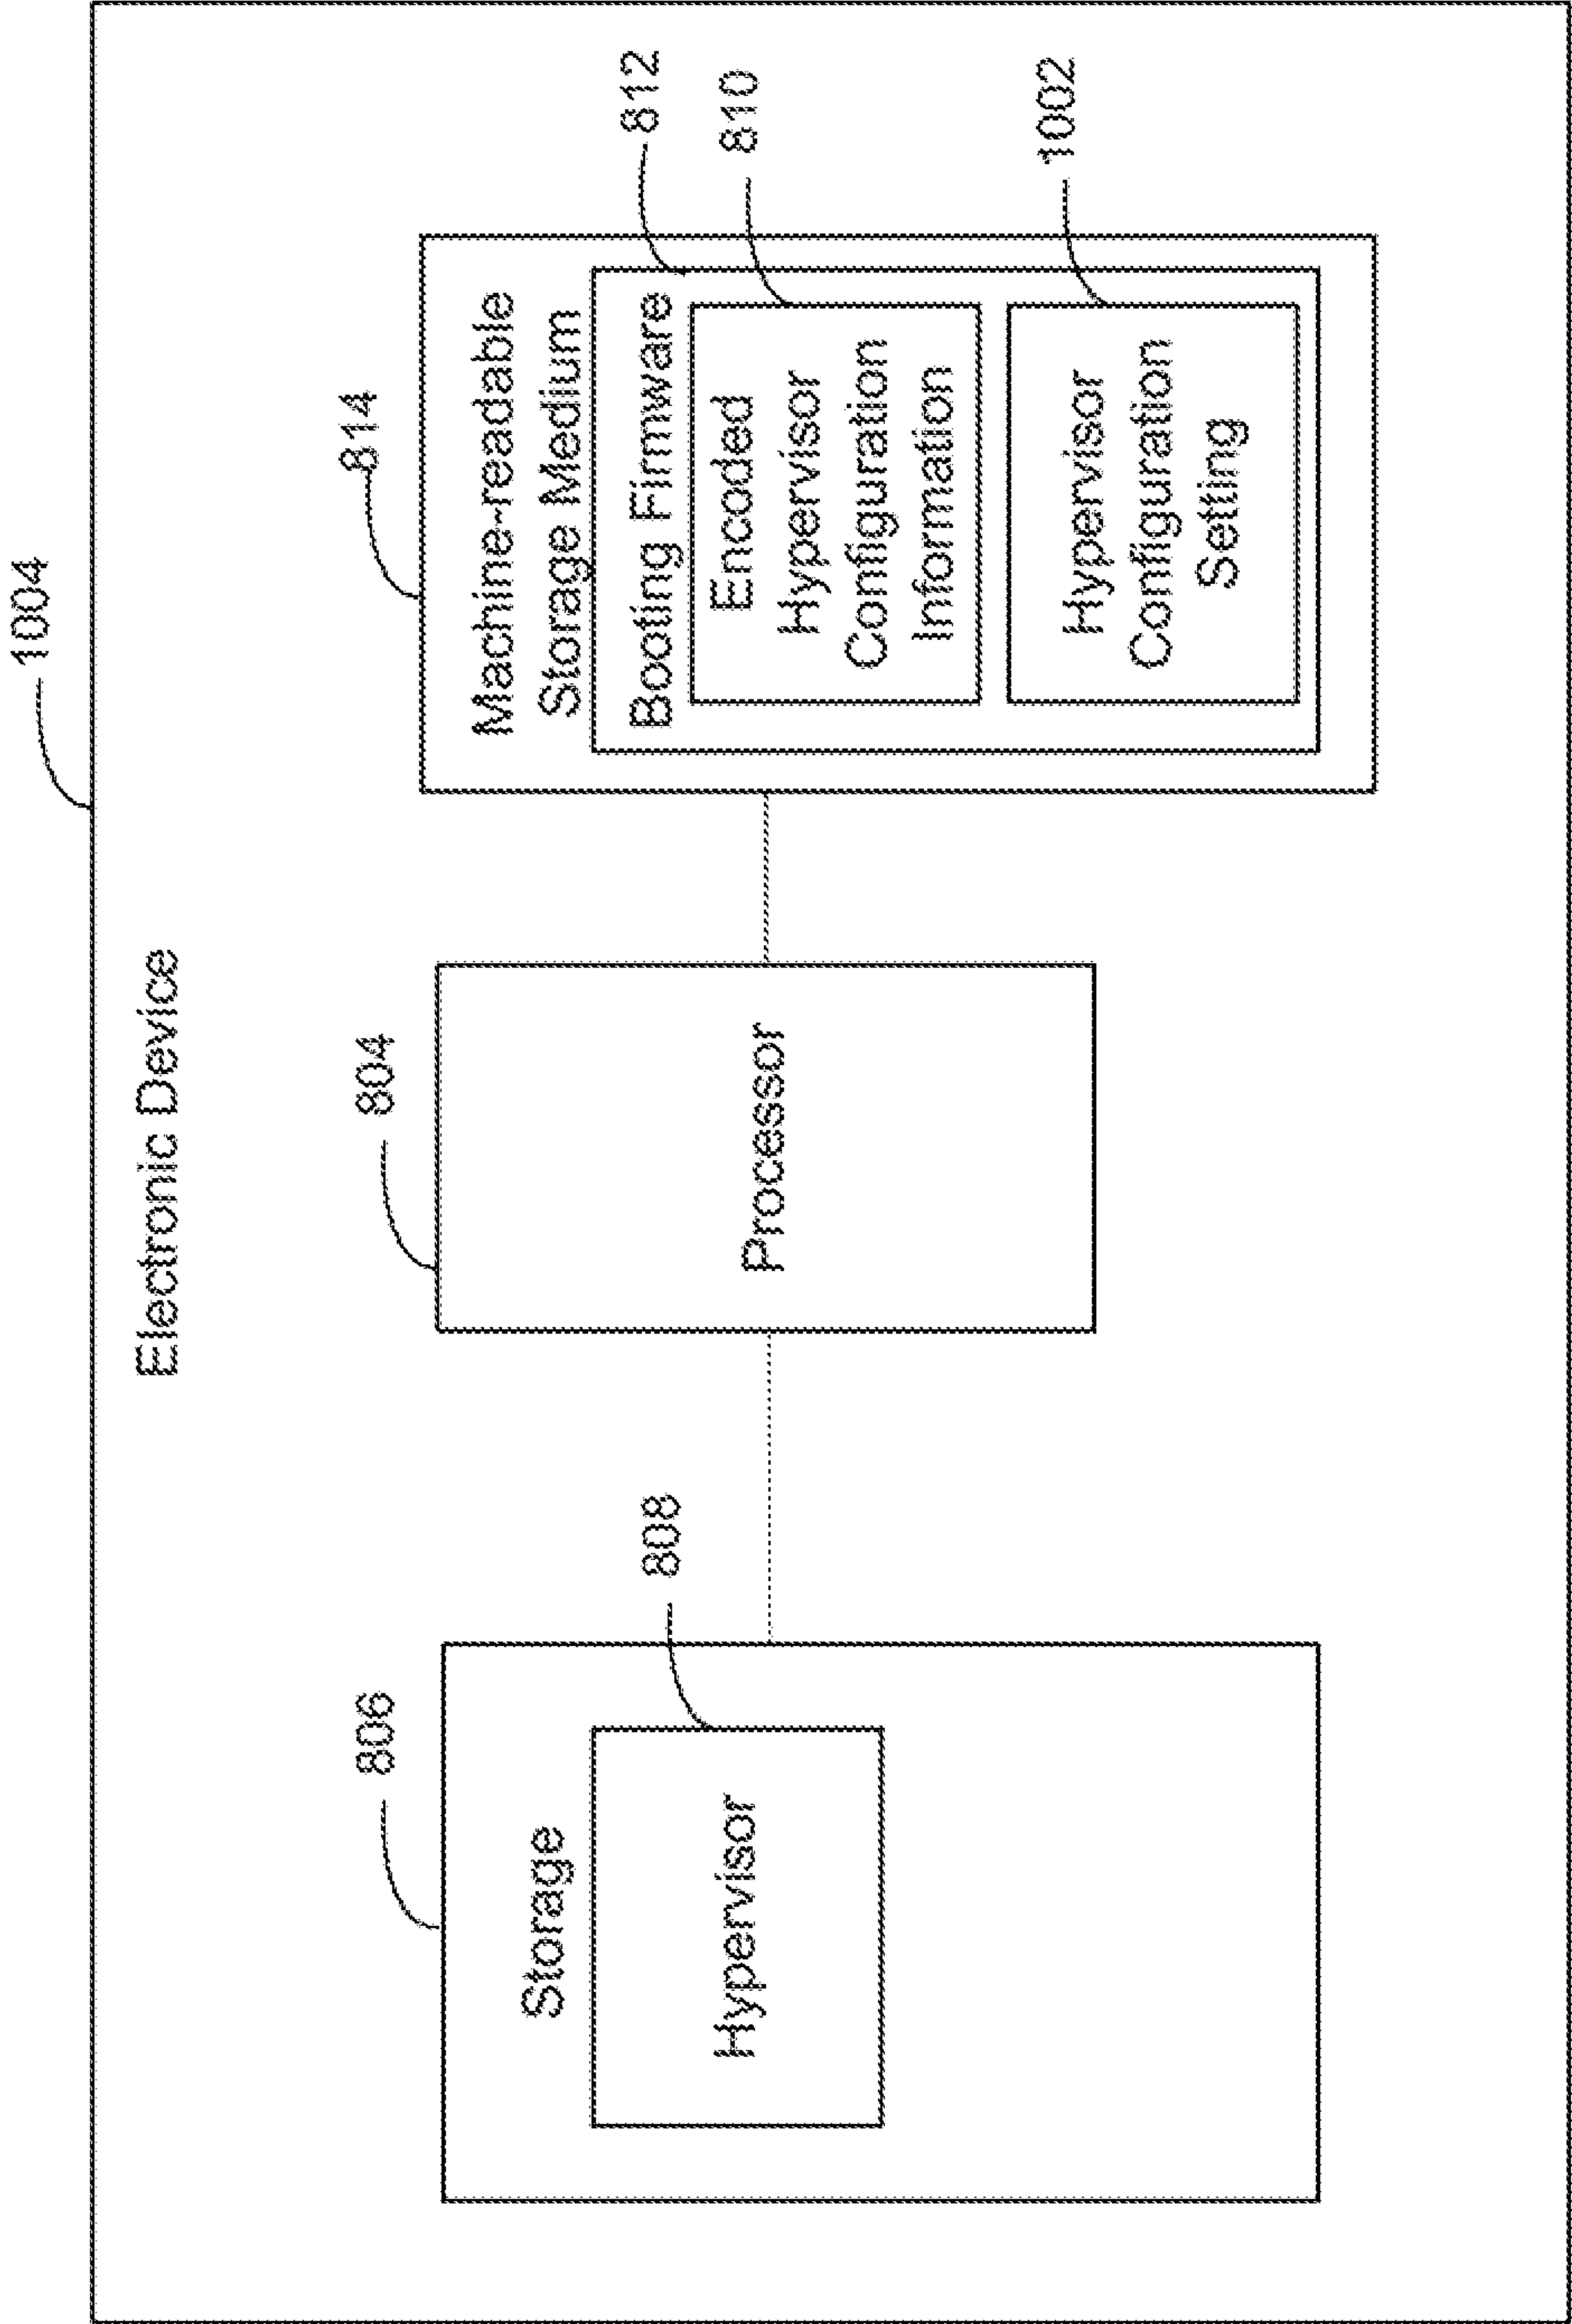 1004
Electronic Device
806
Storage
808
Hypervisor
804
Processor
814
Machine-readable
Storage Medium
812
Booting Firmware
810
Encoded
Hypervisor
Configuration
Information
1002
Hypervisor
Configuration
Setting